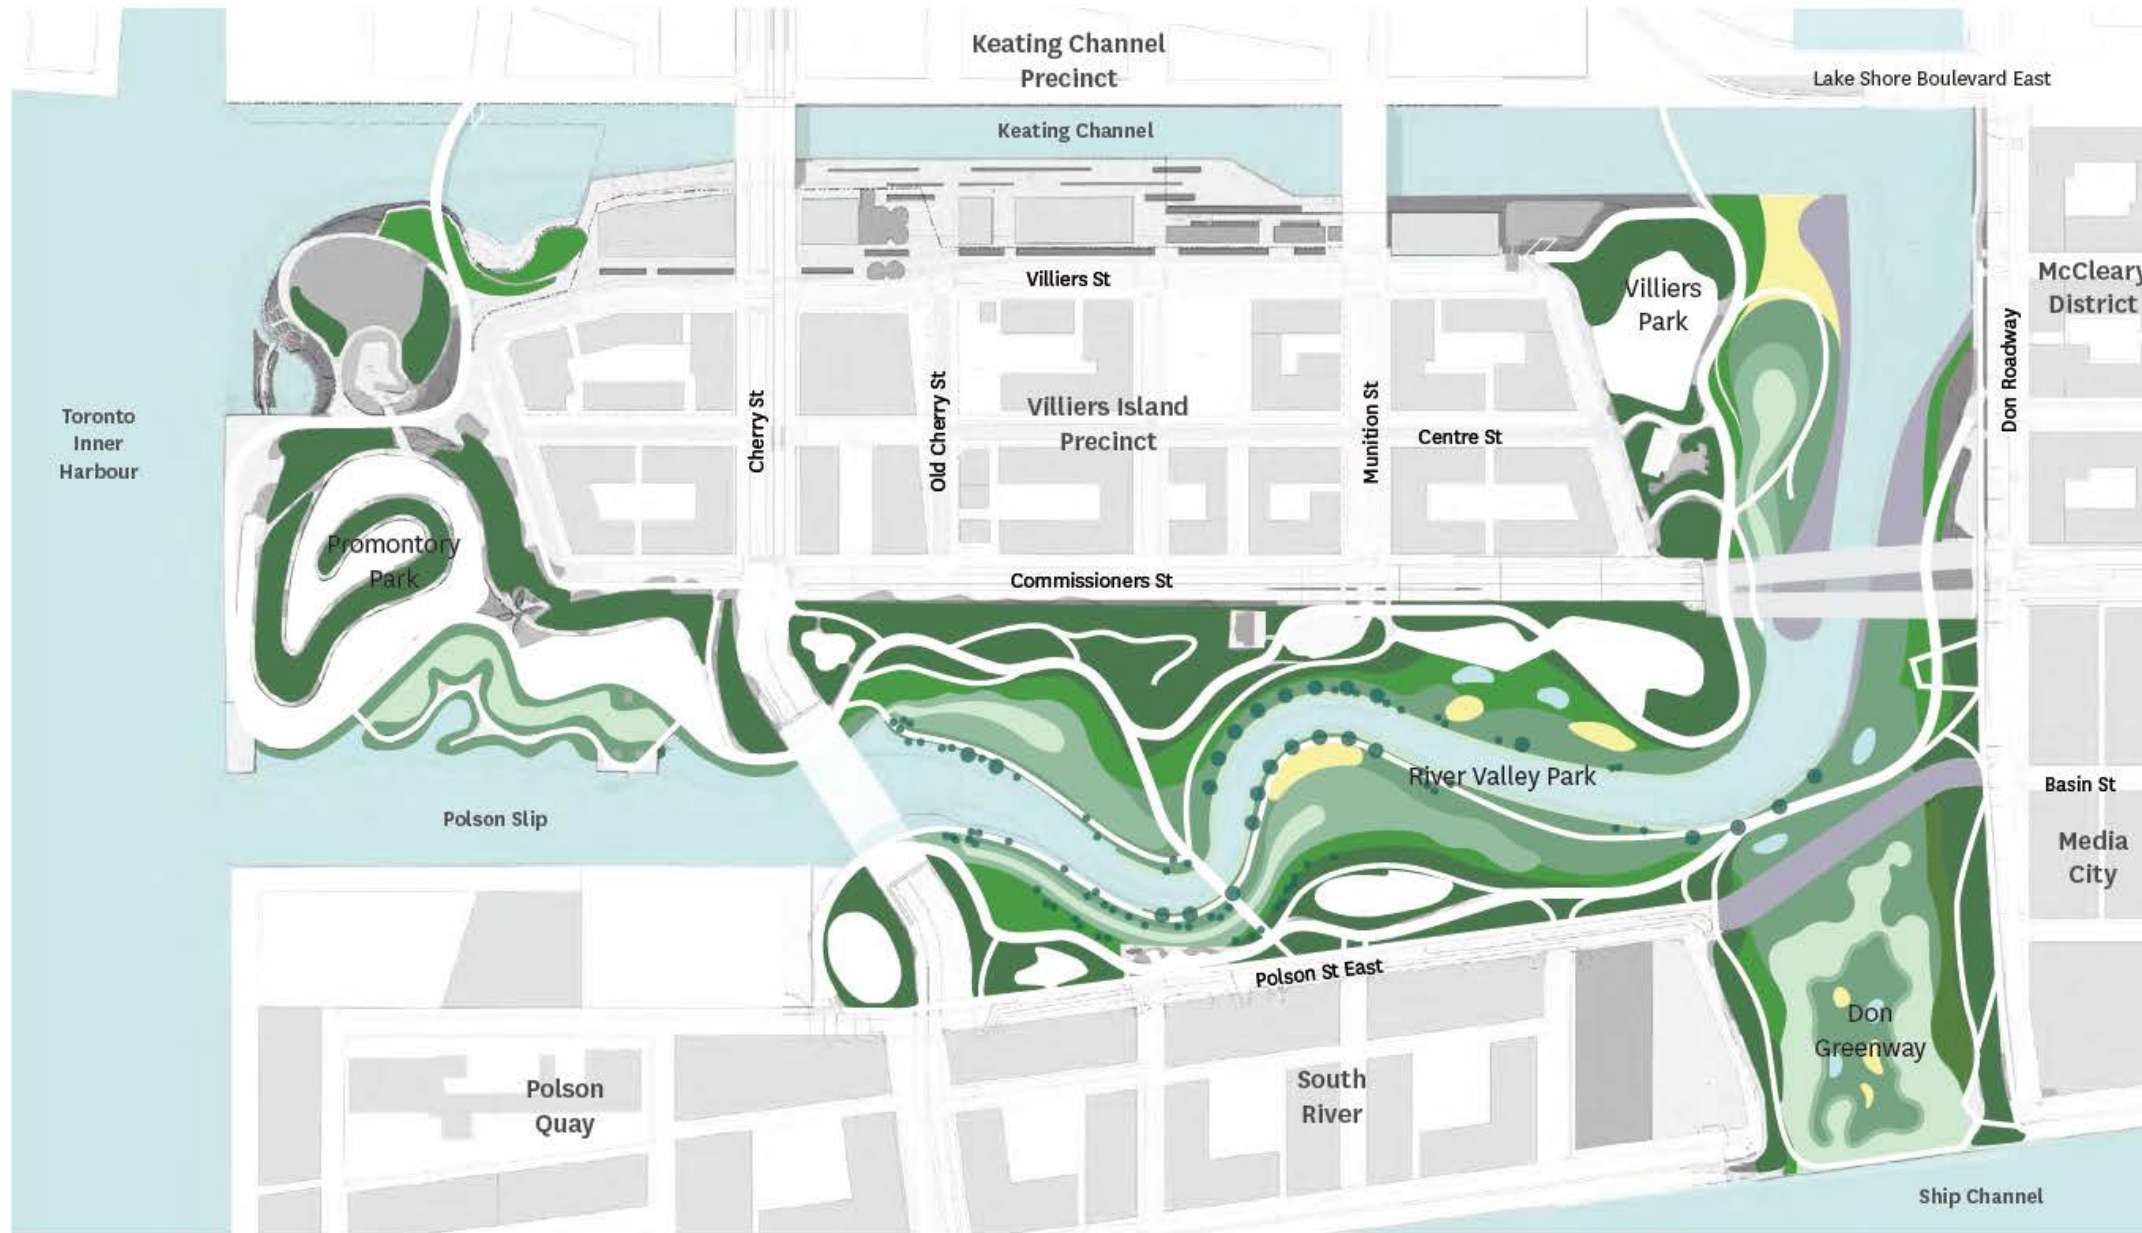 Keating Channel
Precinct
Lake Shore Boulevard East
Keating Channel
Villiers St
Villiers
Park
McCleary
District
Don Roadway
Toronto
Inner
Harbour
Cherry St
Old Cherry St
Villiers Island
Precinct
Munition St
Centre St
Promontory
Park
Commissioners St
River Valley Park
Basin St
Polson Slip
Media
City
Polson St East
Don
Greenway
Polson
Quay
South
River
Ship Channel